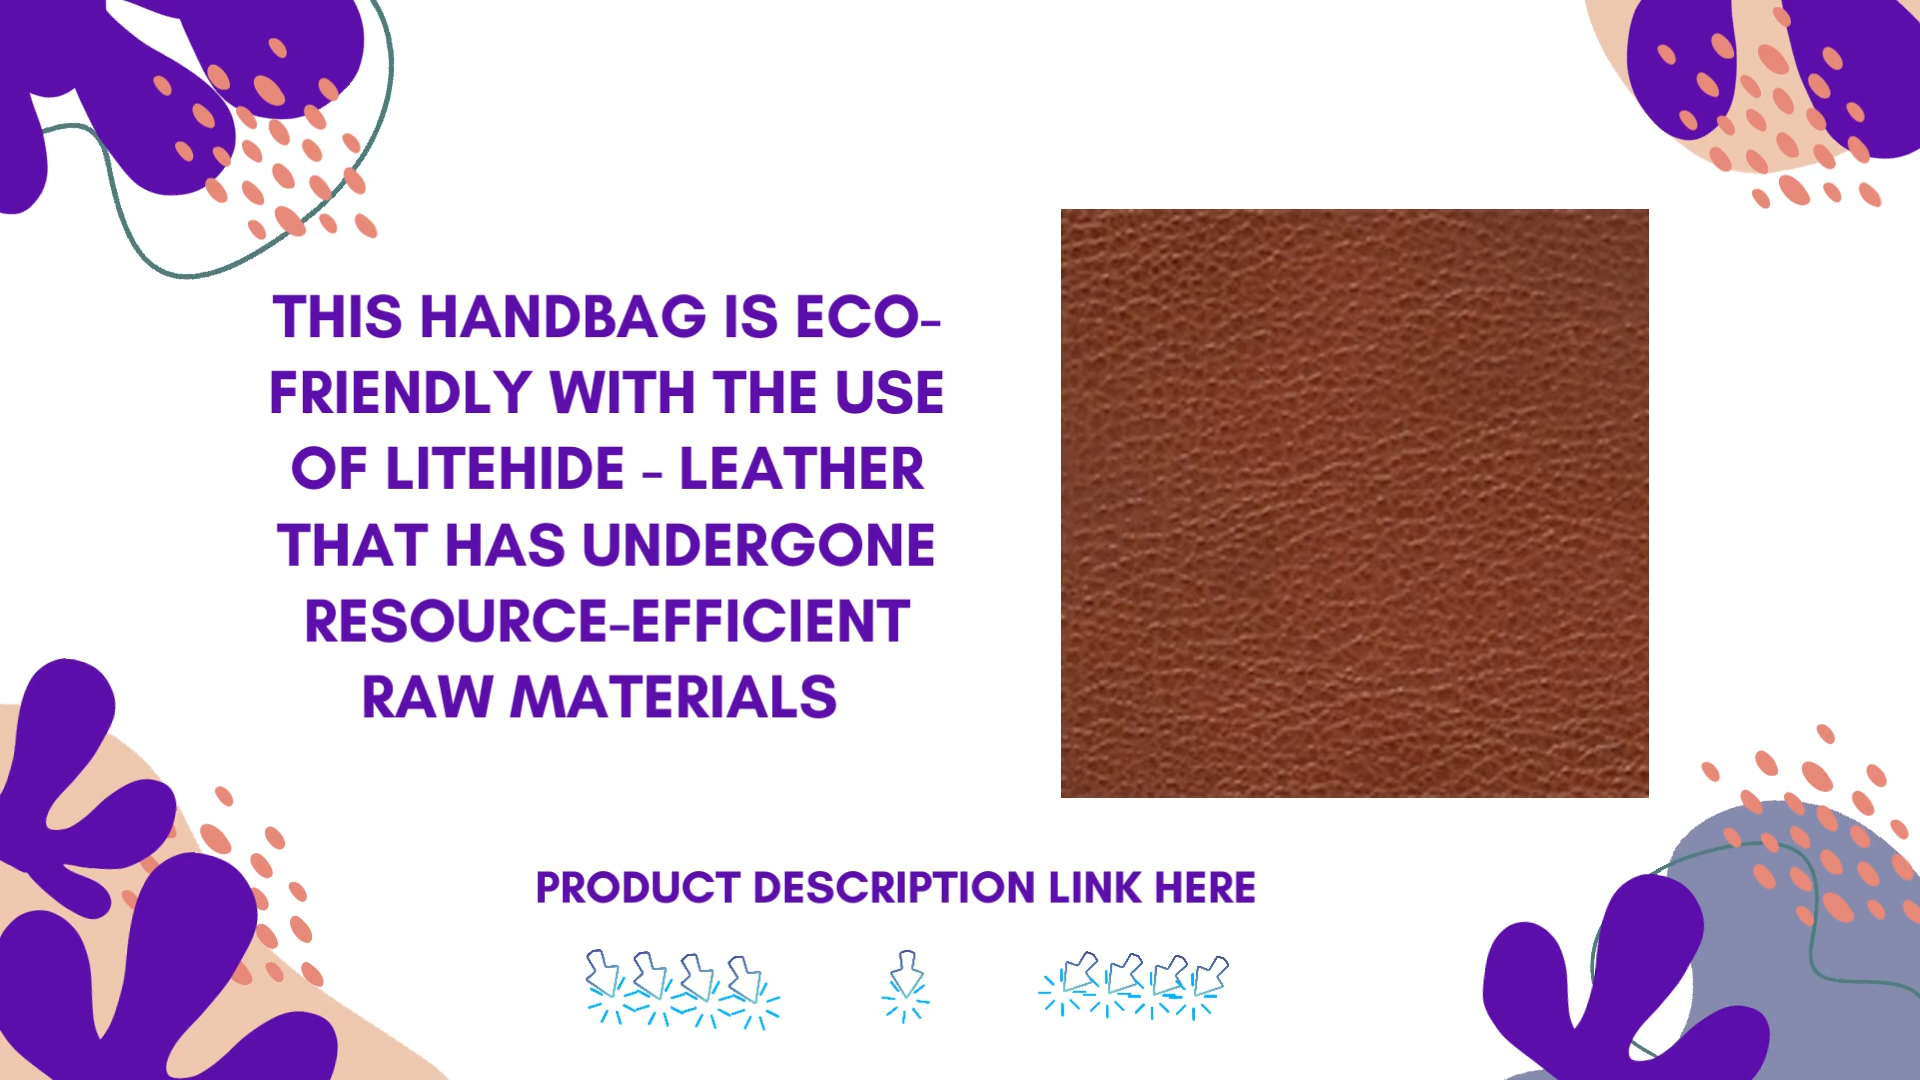 THIS HANDBAG IS ECO-
FRIENDLY WITH THE USE
OF LITEHIDE - LEATHER
THAT HAS UNDERGONE
RESOURCE-EFFICIENT
RAW MATERIALS
PRODUCT DESCRIPTION LINK HERE